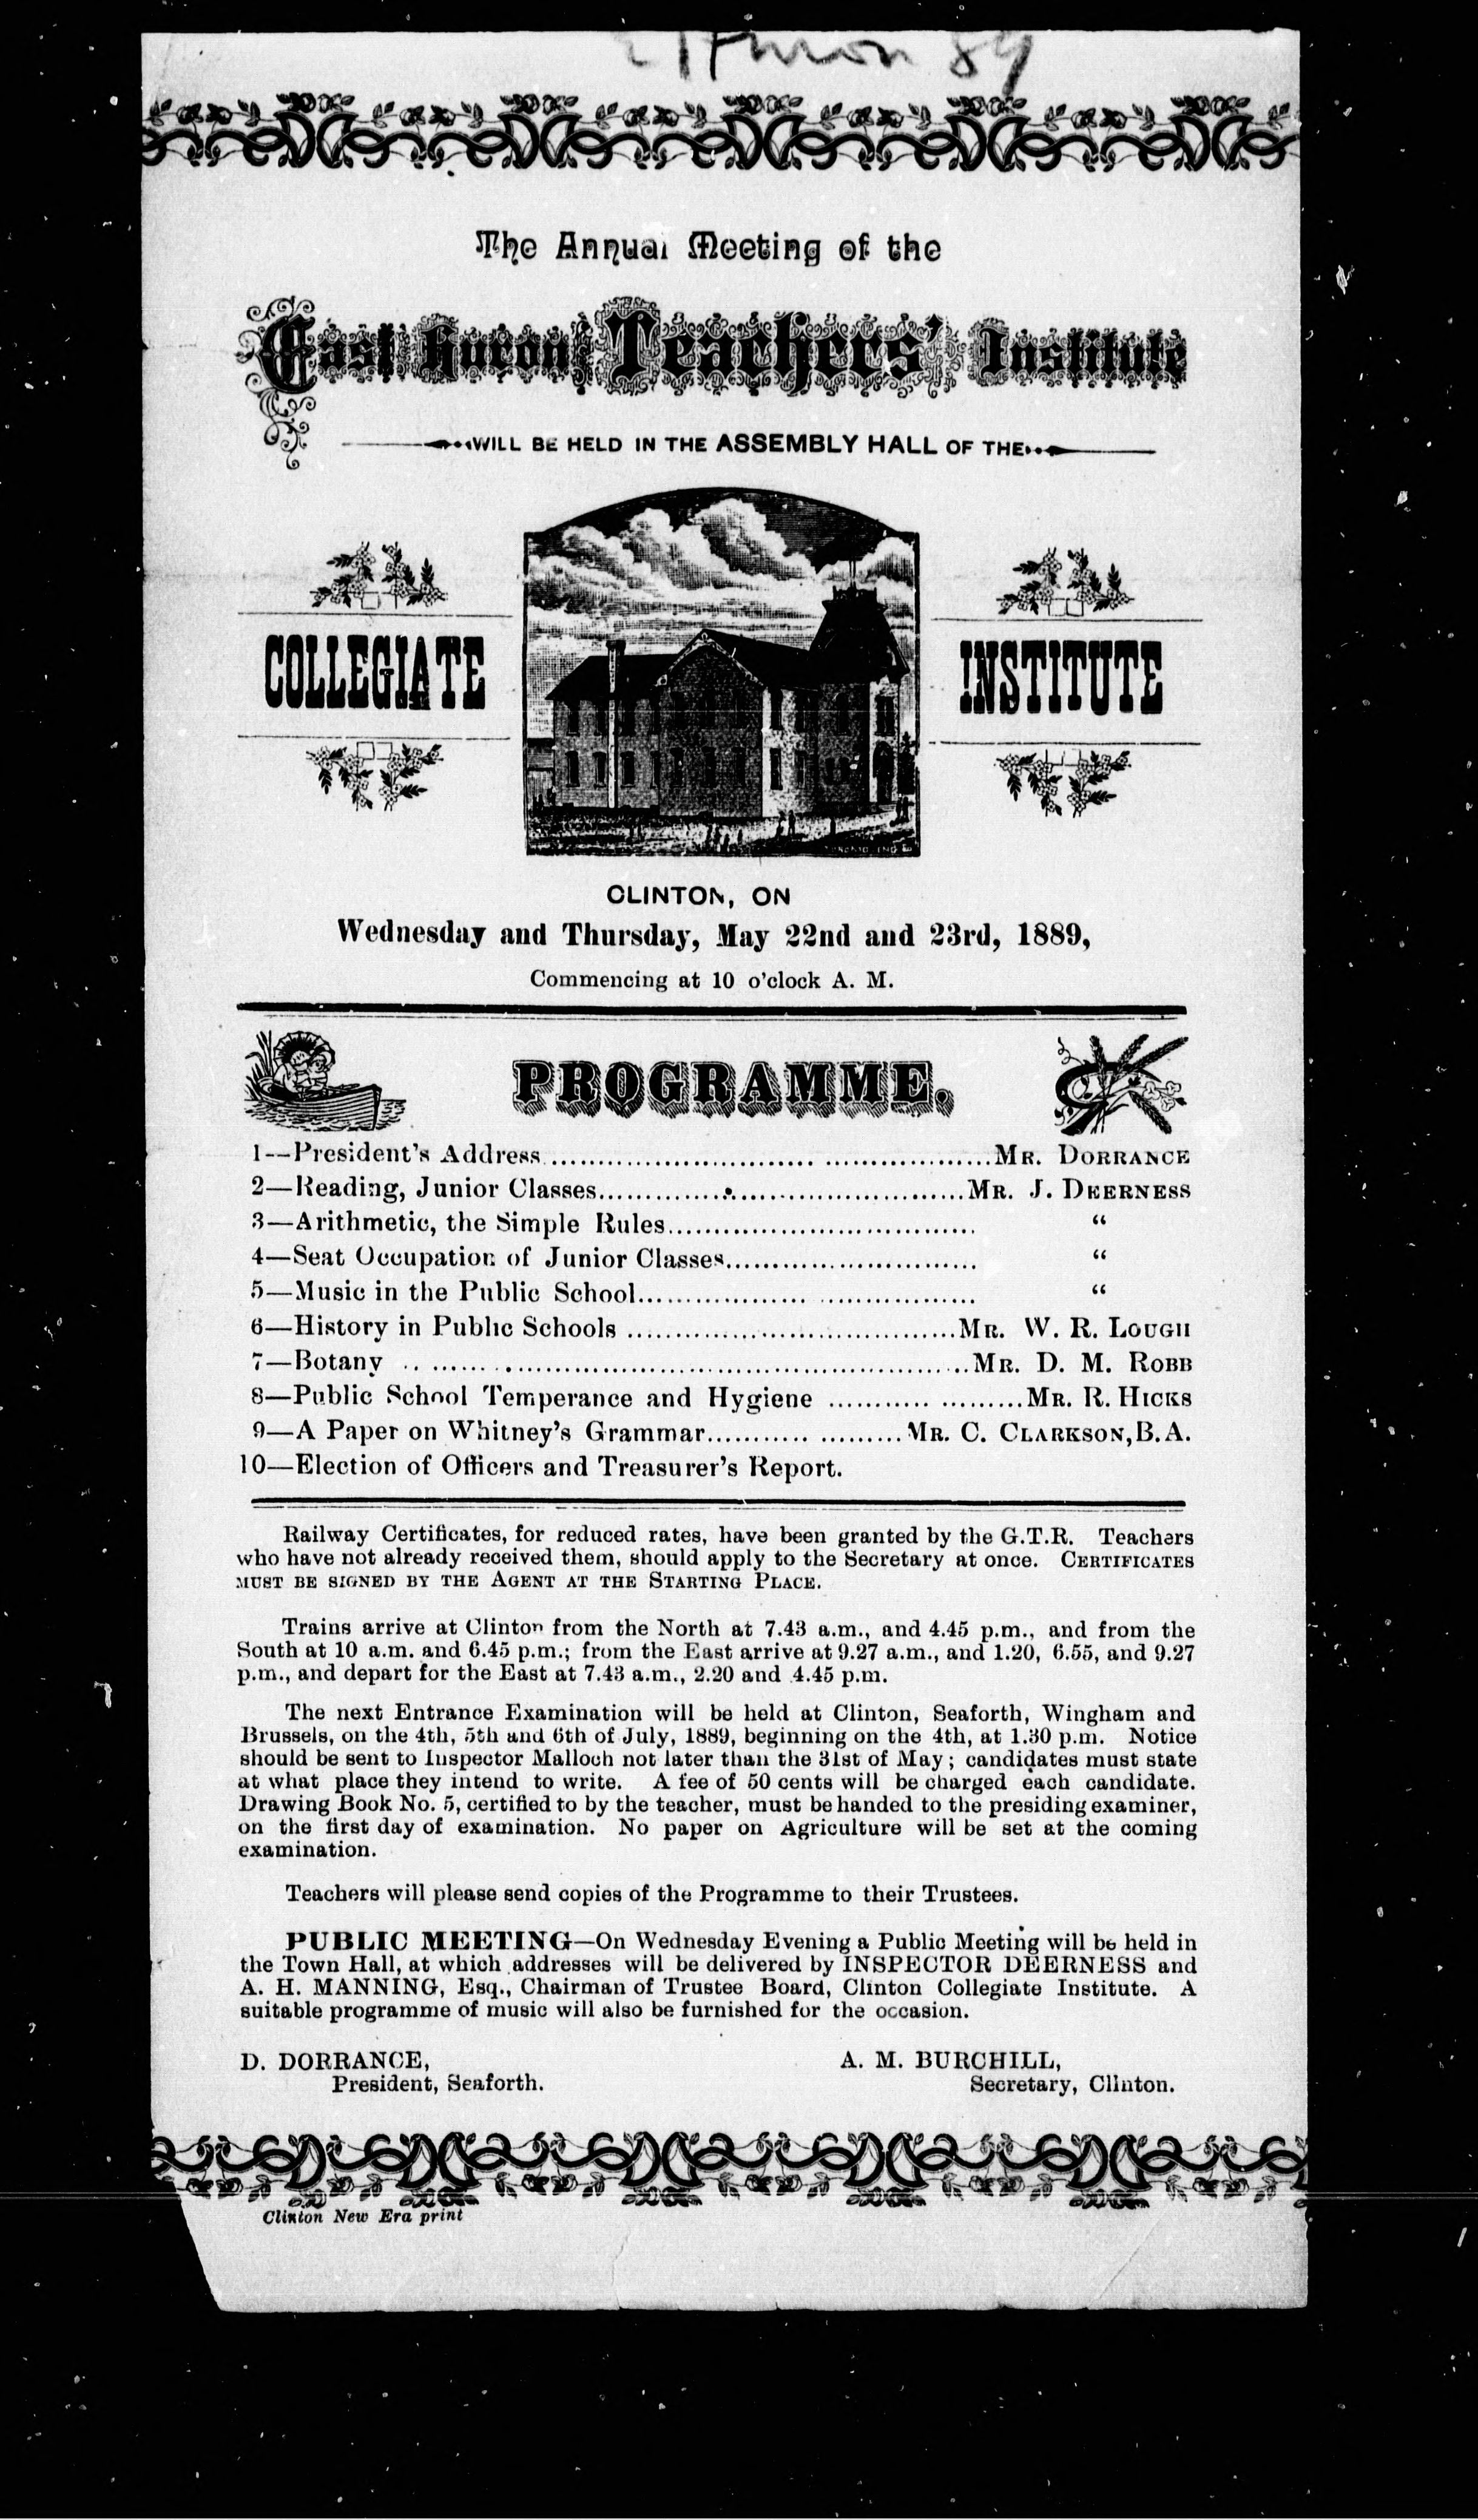 Huron 89
The Annual Meeting of the
East Huron Teachers' Institute
WILL BE HELD IN THE ASSEMBLY HALL OF THE
COLLEGIATE INSTITUTE
CLINTON, ON
Wednesday and Thursday, May 22nd and 23rd, 1889,
Commencing at 10 o'clock A. M.
PROGRAMME.
1—President's Address.......... MR. DORRANCE
2—Reading, Junior Classes.......... MR. J. DEERNESS
3—Arithmetic, the Simple Rules.......... "
4—Seat Occupation of Junior Classes.......... "
5—Music in the Public School.......... "
6—History in Public Schools .......... MR. W. R. LOUGH
7—Botany .......... MR. D. M. ROBB
8—Public School Temperance and Hygiene .......... MR. R. HICKS
9—A Paper on Whitney's Grammar.......... MR. C. CLARKSON, B. A.
10—Election of Officers and Treasurer's Report.
Railway Certificates, for reduced rates, have been granted by the G.T.R. Teachers
who have not already received them, should apply to the Secretary at once. CERTIFICATES
MUST BE SIGNED BY THE AGENT AT THE STARTING PLACE.
Trains arrive at Clinton from the North at 7.43 a.m., and 4.45 p.m., and from the
South at 10 a.m. and 6.45 p.m.; from the East arrive at 9.27 a.m., and 1.20, 6.55, and 9.27
p.m., and depart for the East at 7.43 a.m., 2.20 and 4.45 p.m.
The next Entrance Examination will be held at Clinton, Seaforth, Wingham and
Brussels, on the 4th, 5th and 6th of July, 1889, beginning on the 4th, at 1.30 p.m. Notice
should be sent to Inspector Malloch not later than the 31st of May; candidates must state
at what place they intend to write. A fee of 50 cents will be charged each candidate.
Drawing Book No. 5, certified to by the teacher, must be handed to the presiding examiner,
on the first day of examination. No paper on Agriculture will be set at the coming
examination.
Teachers will please send copies of the Programme to their Trustees.
PUBLIC MEETING—On Wednesday Evening a Public Meeting will be held in
the Town Hall, at which addresses will be delivered by INSPECTOR DEERNESS and
A. H. MANNING, Esq., Chairman of Trustee Board, Clinton Collegiate Institute. A
suitable programme of music will also be furnished for the occasion.
D. DORRANCE, A. M. BURCHILL,
President, Seaforth. Secretary, Clinton.
Clinton New Era print